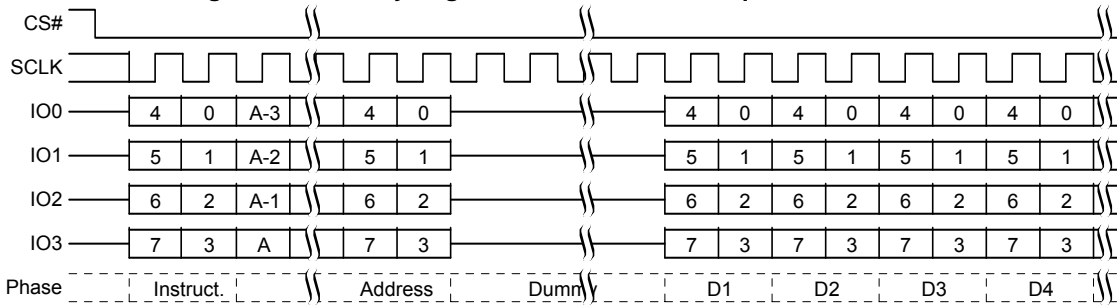 CS#
SCLK
IO0 4 0 A-3 4 0 4 0 4 0 4 0 4 0
IO1 5 1 A-2 5 1 5 1 5 1 5 1 5 1
IO2 6 2 A-1 6 2 6 2 6 2 6 2 6 2
IO3 7 3 A 7 3 7 3 7 3 7 3 7 3
Phase Instruct. Address Dummy D1 D2 D3 D4